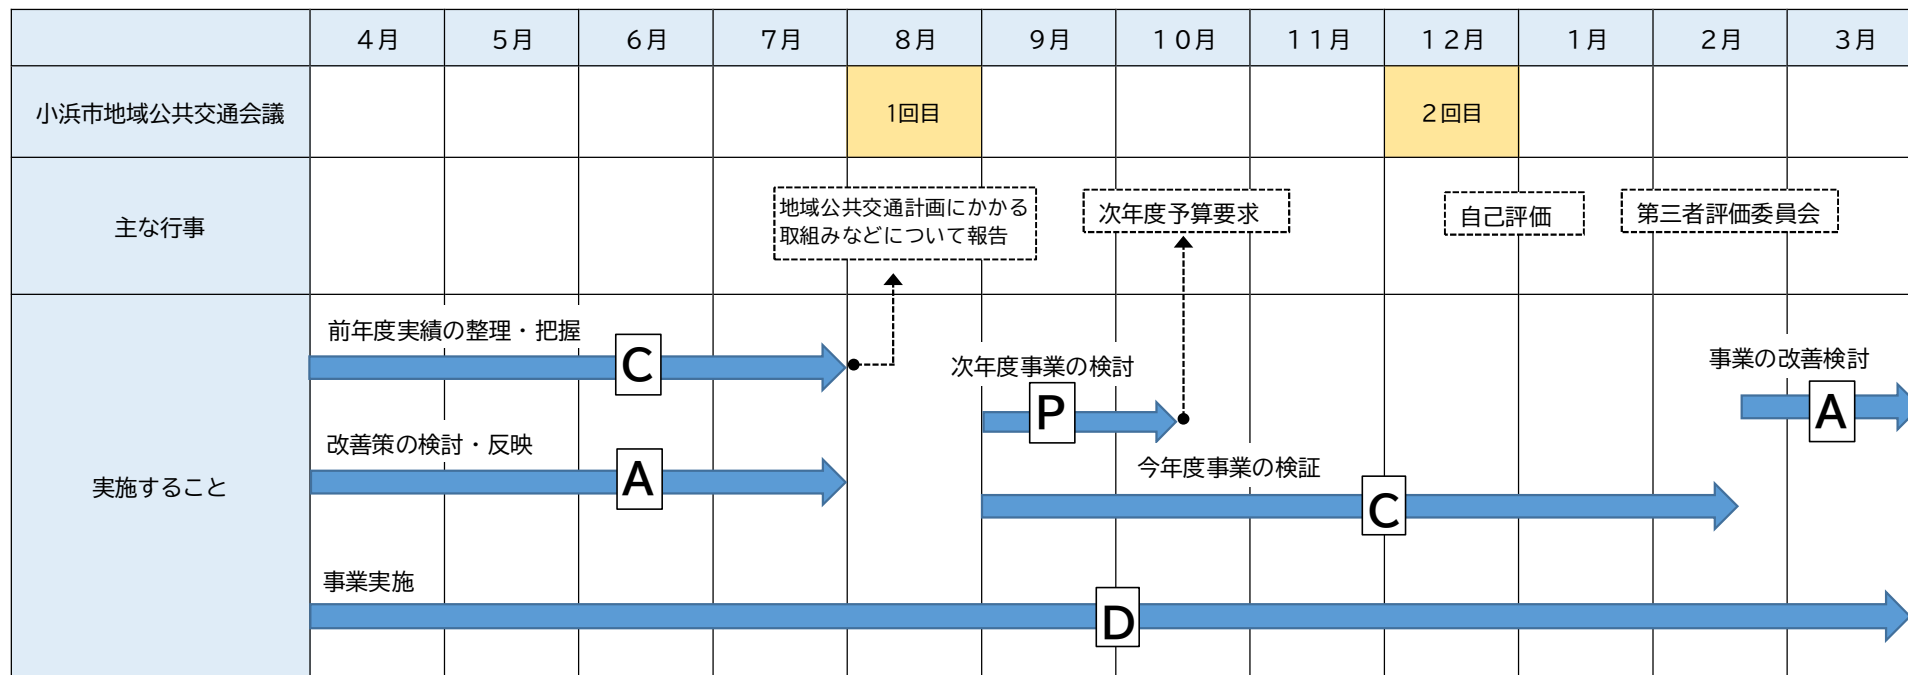 ４月 ５月 ６月 ７月 ８月 ９月 １０月 １１月 １２月 １月 ２月 ３月
小浜市地域公共交通会議 1回目 ２回目
主な行事
地域公共交通計画にかかる
取組みなどについて報告
次年度予算要求
自己評価
第三者評価委員会
実施すること
前年度実績の整理・把握
C
次年度事業の検討
P
事業の改善検討
A
改善策の検討・反映
A
今年度事業の検証
C
事業実施
D